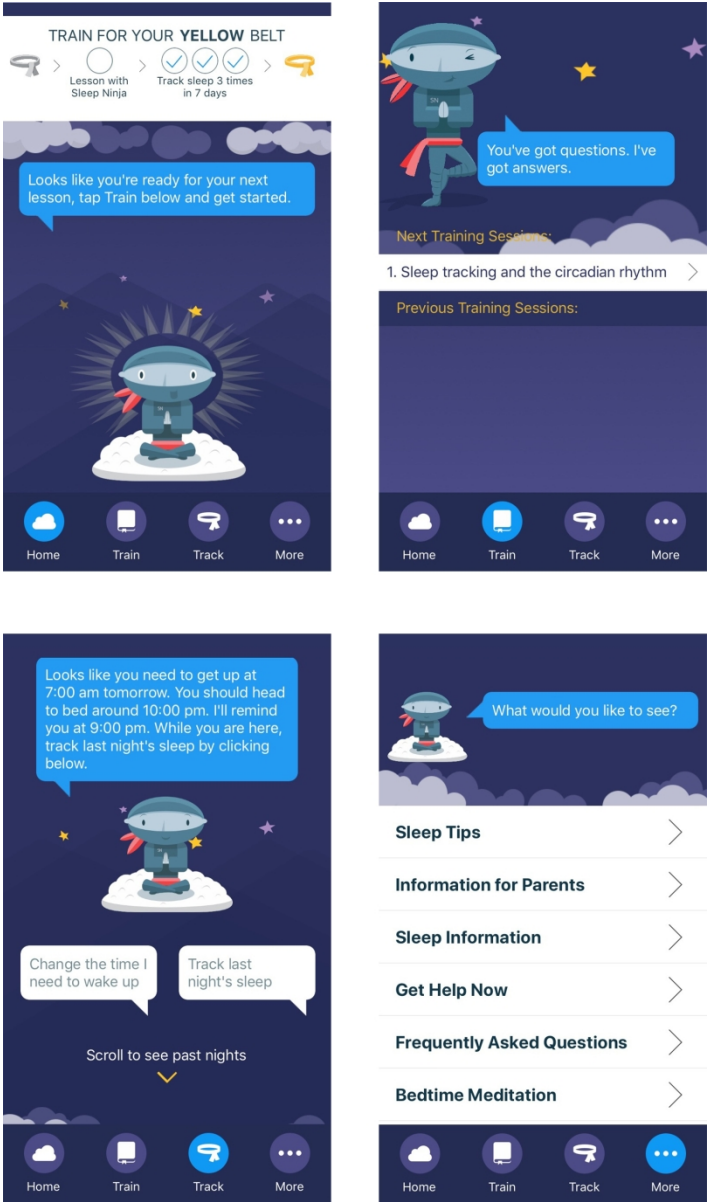 TRAIN FOR YOUR YELLOW BELT
Lesson with
Sleep Ninja
Track sleep 3 times
in 7 days
Looks like you're ready for your next
lesson, tap Train below and get started.
SN
Home
Train
Track
More
SN
You've got questions. I've
got answers.
Next Training Sessions:
1. Sleep tracking and the circadian rhythm
Previous Training Sessions:
Home
Train
Track
More
Looks like you need to get up at
7:00 am tomorrow. You should head
to bed around 10:00 pm. I'll remind
you at 9:00 pm. While you are here,
track last night's sleep by clicking
below.
Change the time I
need to wake up
Track last
night's sleep
Scroll to see past nights
Home
Train
Track
More
What would you like to see?
Sleep Tips
Information for Parents
Sleep Information
Get Help Now
Frequently Asked Questions
Bedtime Meditation
Home
Train
Track
More